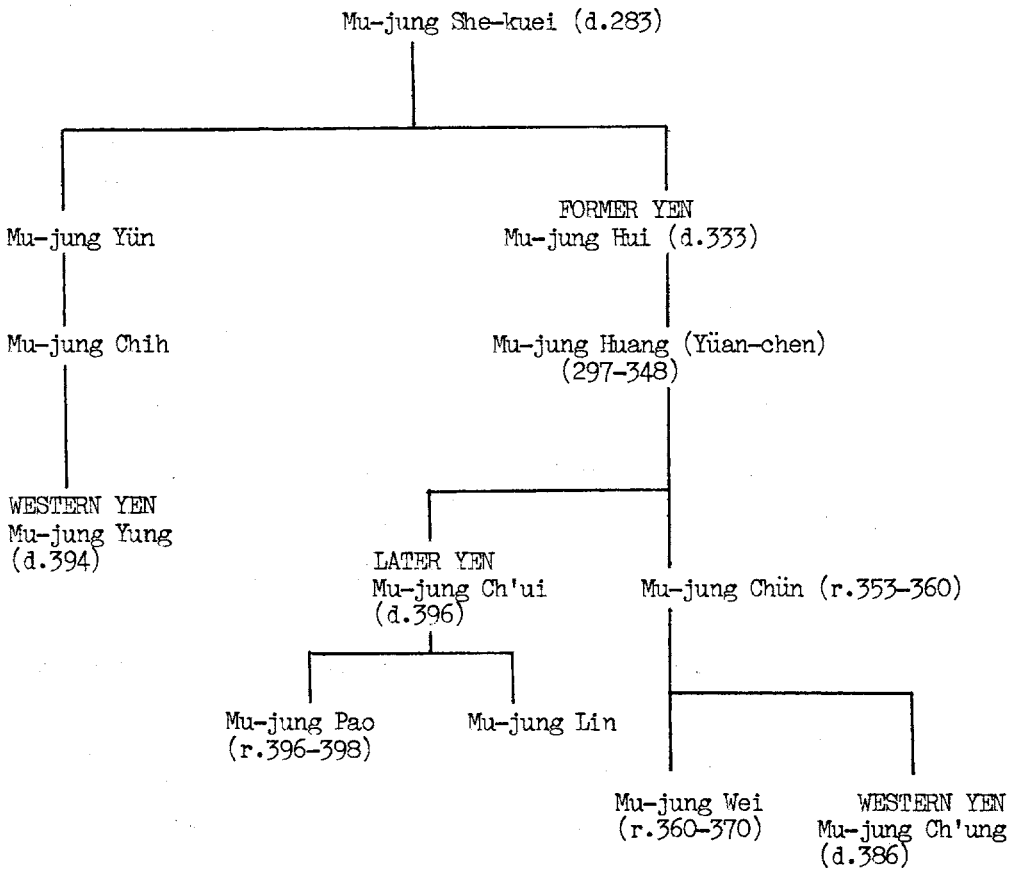 Mu-jung She-kuei (d.283)
FORMER YEN
Mu-jung Yün
Mu-jung Hui (d.333)
Mu-jung Chih
Mu-jung Huang (Yüan-chen)
(297-348)
WESTERN YEN
Mu-jung Yung
(d.394)
LATER YEN
Mu-jung Ch'ui
(d.396)
Mu-jung Chün (r.353-360)
Mu-jung Pao
(r.396-398)
Mu-jung Lin
Mu-jung Wei
(r.360-370)
WESTERN YEN
Mu-jung Ch'ung
(d.386)